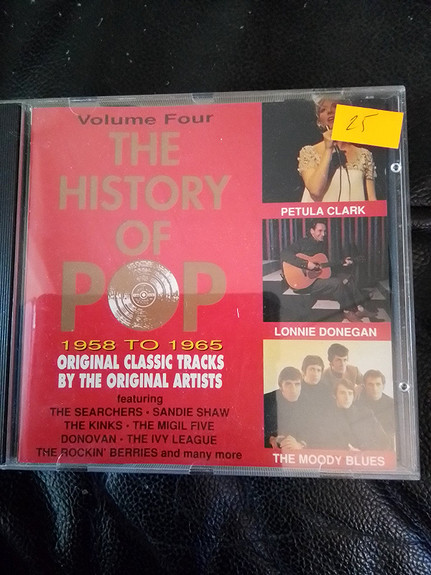 Volume Four
THE
HISTORY
OF
POP
1958 TO 1965
ORIGINAL CLASSIC TRACKS
BY THE ORIGINAL ARTISTS
featuring
THE SEARCHERS • SANDIE SHAW
THE KINKS • THE MIGIL FIVE
DONOVAN • THE IVY LEAGUE
THE ROCKIN' BERRIES and many more
25
PETULA CLARK
LONNIE DONEGAN
THE MOODY BLUES